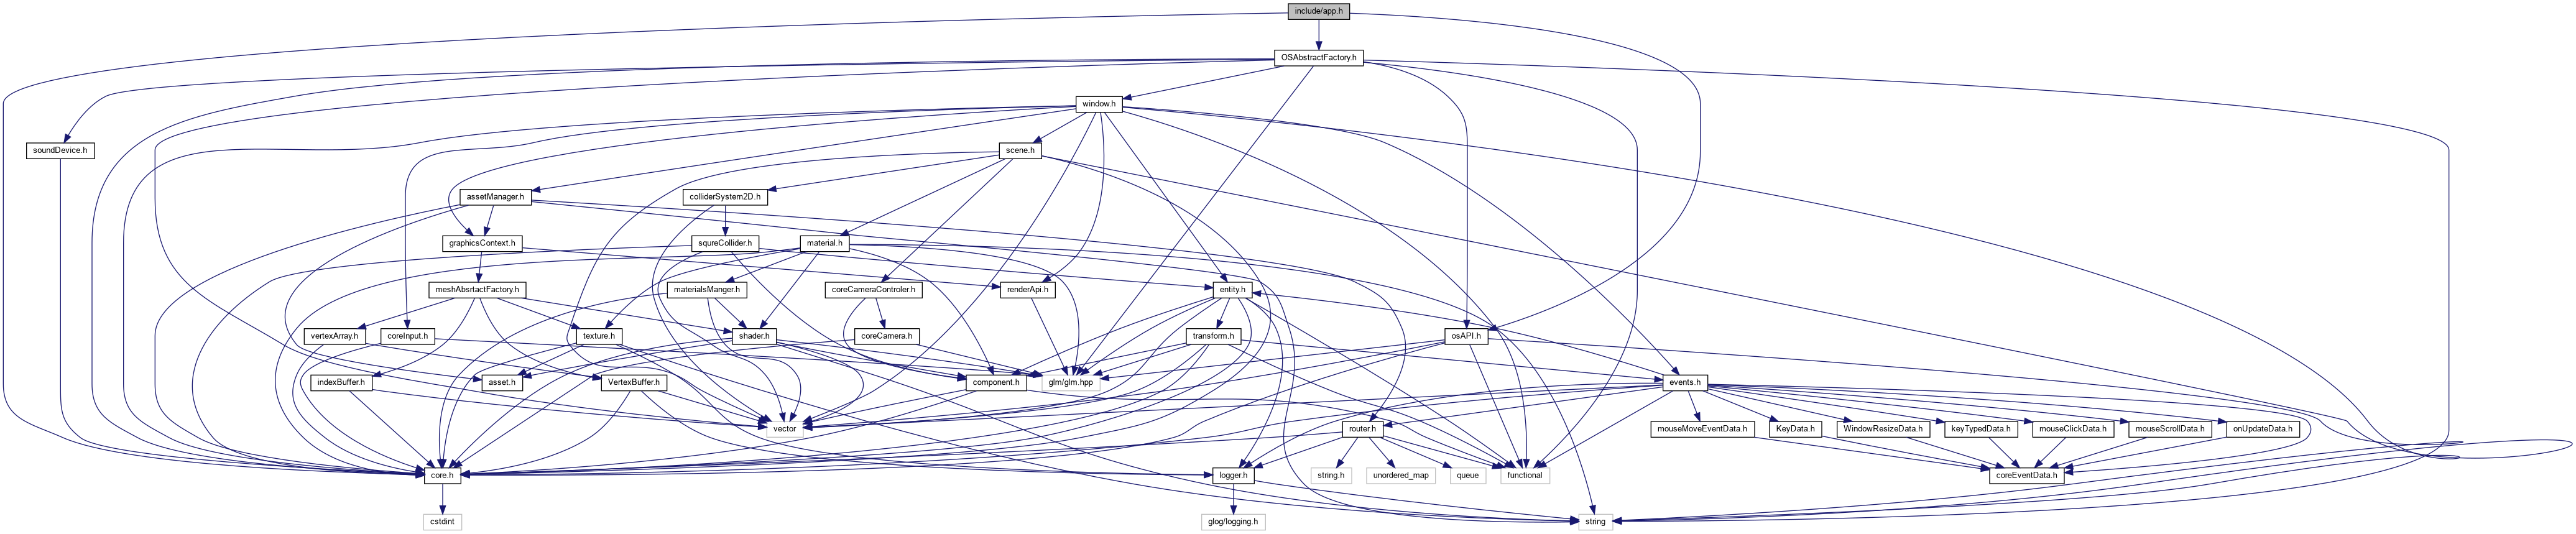 include/app.h
OSAbstractFactory.h
window.h
soundDevice.h
scene.h
assetManager.h
colliderSystem2D.h
graphicsContext.h
squreCollider.h
material.h
meshAbsrtactFactory.h
materialsManger.h
coreCameraControler.h
renderApi.h
entity.h
vertexArray.h
coreInput.h
texture.h
shader.h
coreCamera.h
transform.h
osAPI.h
indexBuffer.h
asset.h
VertexBuffer.h
component.h
glm/glm.hpp
events.h
vector
router.h
mouseMoveEventData.h
KeyData.h
WindowResizeData.h
keyTypedData.h
mouseClickData.h
mouseScrollData.h
onUpdateData.h
core.h
logger.h
string.h
unordered_map
queue
functional
coreEventData.h
cstdint
glog/logging.h
string